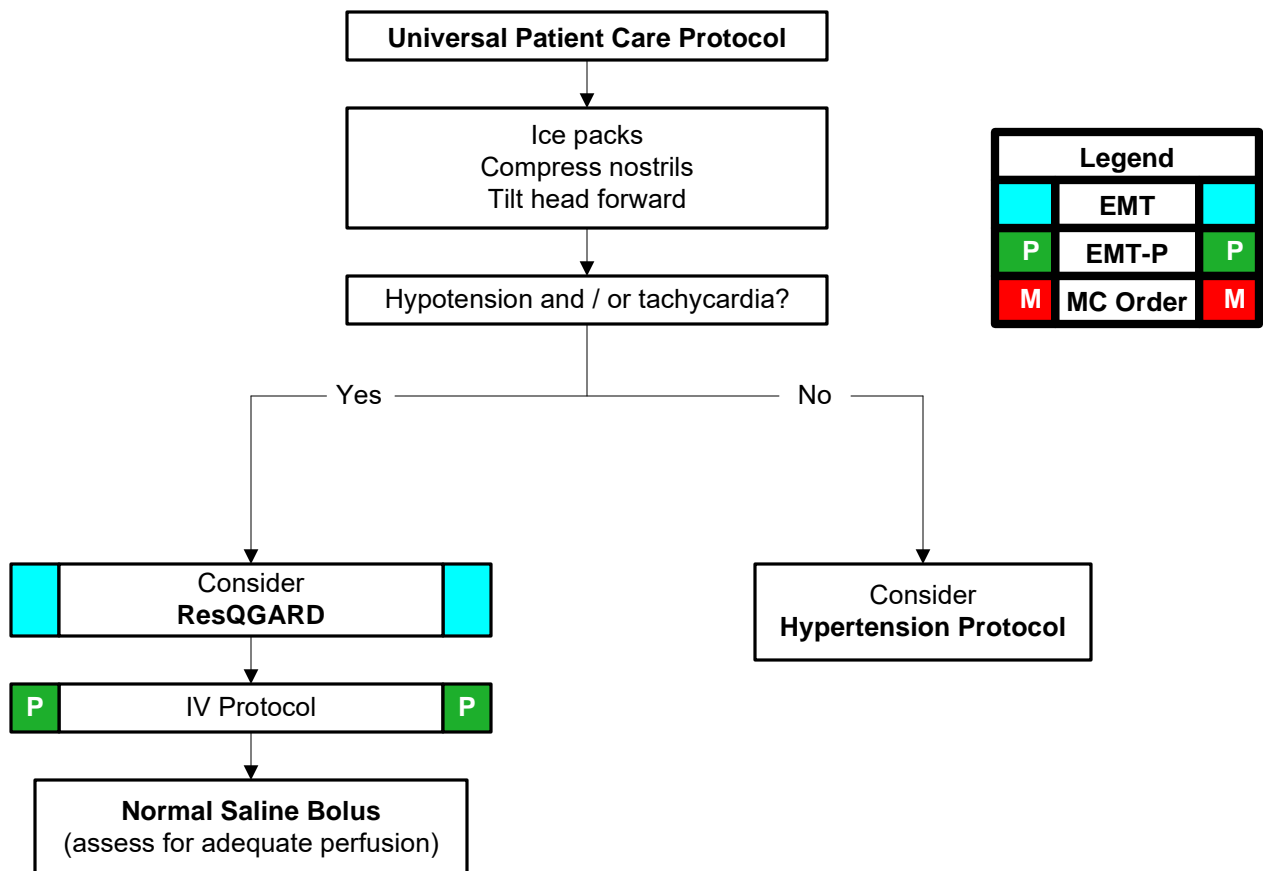 Universal Patient Care Protocol
Ice packs
Compress nostrils
Tilt head forward
Legend
EMT
P EMT-P P
M MC Order M
Hypotension and / or tachycardia?
Yes
No
Consider
ResQGARD
P IV Protocol P
Normal Saline Bolus
(assess for adequate perfusion)
Consider
Hypertension Protocol